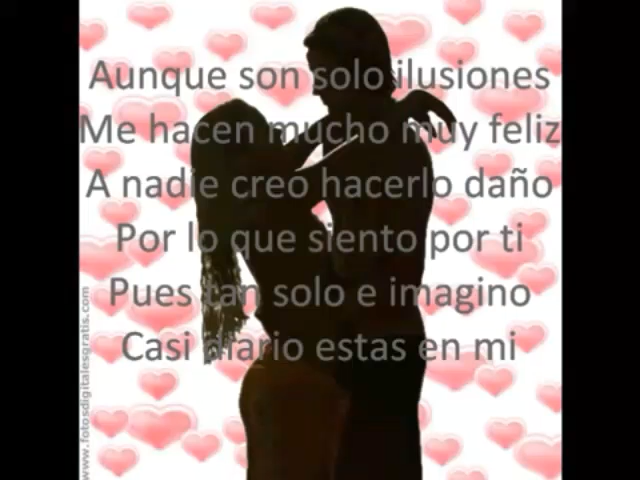 Aunque son solo ilusiones
Me hacen mucho muy feliz
A nadie creo hacerlo daño
Por lo que siento por ti
Pues tan solo e imagino
Casi diario estas en mi
www.fotosdigitalesgratis.com